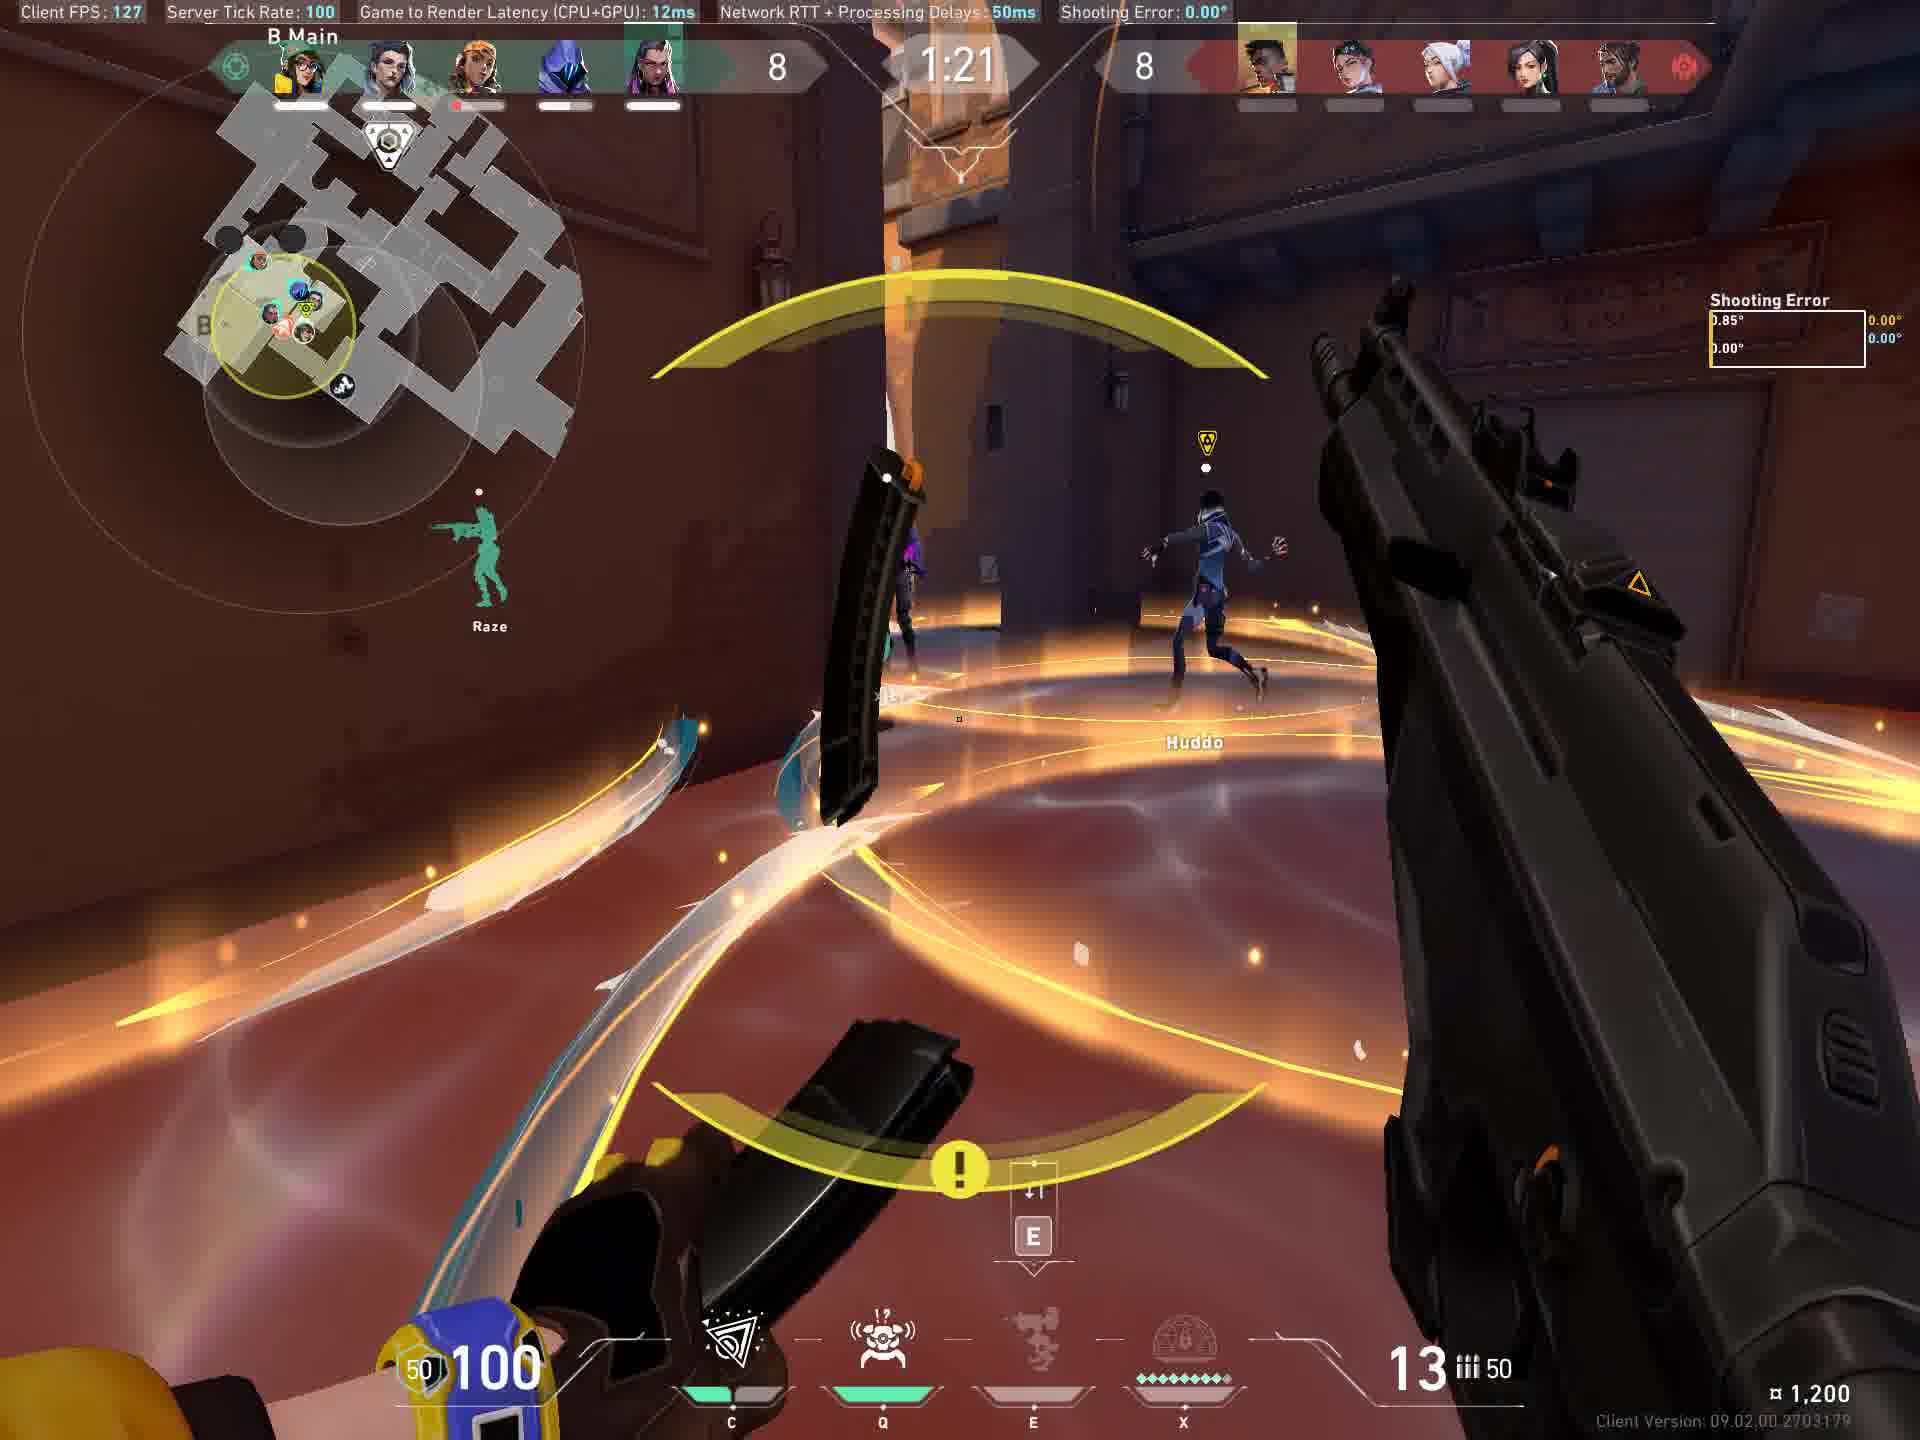 Client FPS: 127 Server Tick Rate: 100 Game to Render Latency (CPU+GPU): 12ms Network RTT + Processing Delays: 50ms Shooting Error: 0.00°
B Main
8 1:21 8
B
Shooting Error
0.85° 0.00°
0.00°
0.00°
Raze
Huddo
E
50 100
13 50
¤ 1,200
C Q E X
Client Version: 09.02.00.2703179